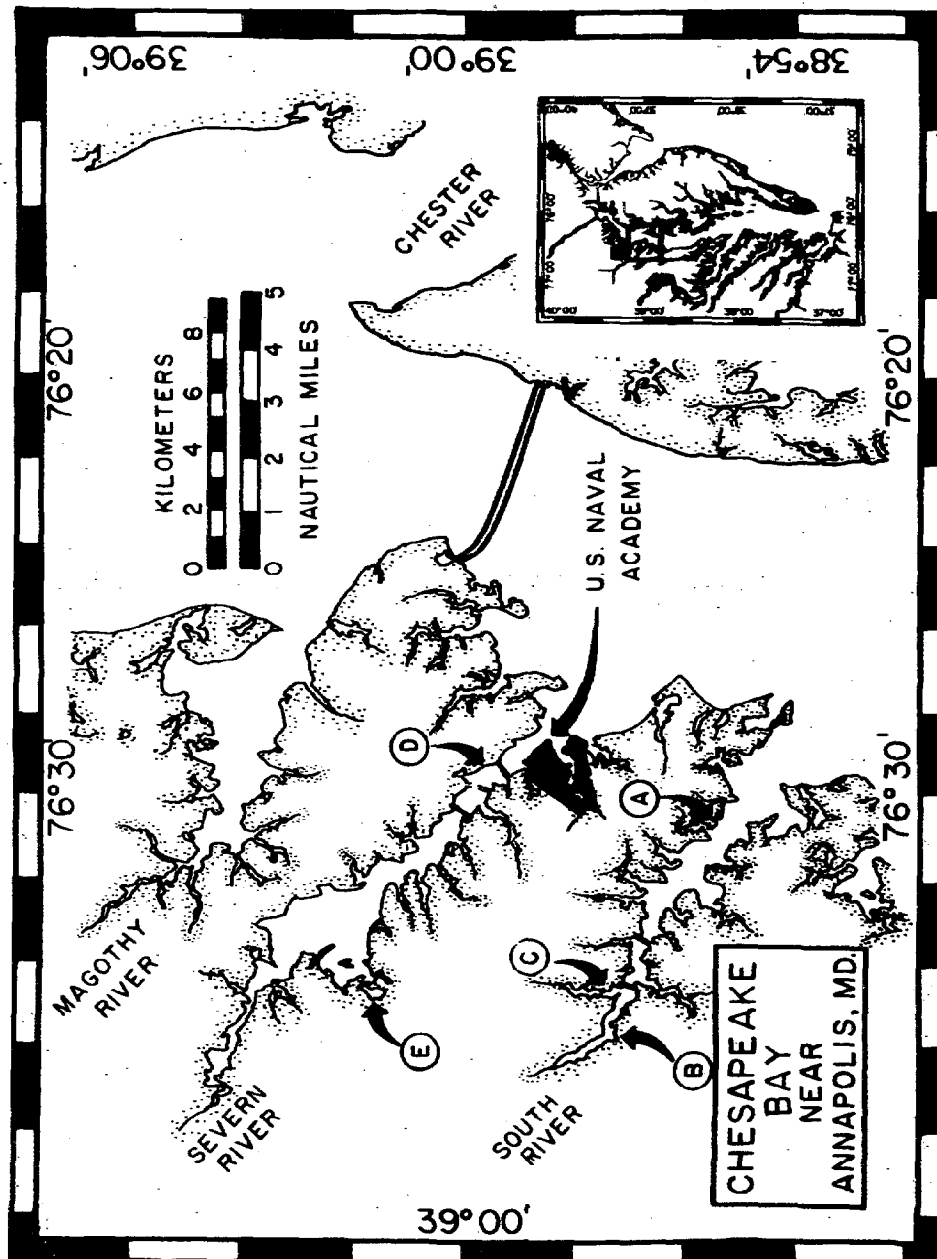 39°06'
39°00'
38°54'
CHESTER
RIVER
KILOMETERS
0 2 4 6 8
0 1 2 3 4 5
NAUTICAL MILES
76°20'
76°20'
U.S. NAVAL
ACADEMY
76°30'
76°30'
D
A
MAGOTHY
RIVER
C
E
B
SEVERN
RIVER
SOUTH
RIVER
CHESAPEAKE
BAY
NEAR
ANNAPOLIS, MD.
39°00'